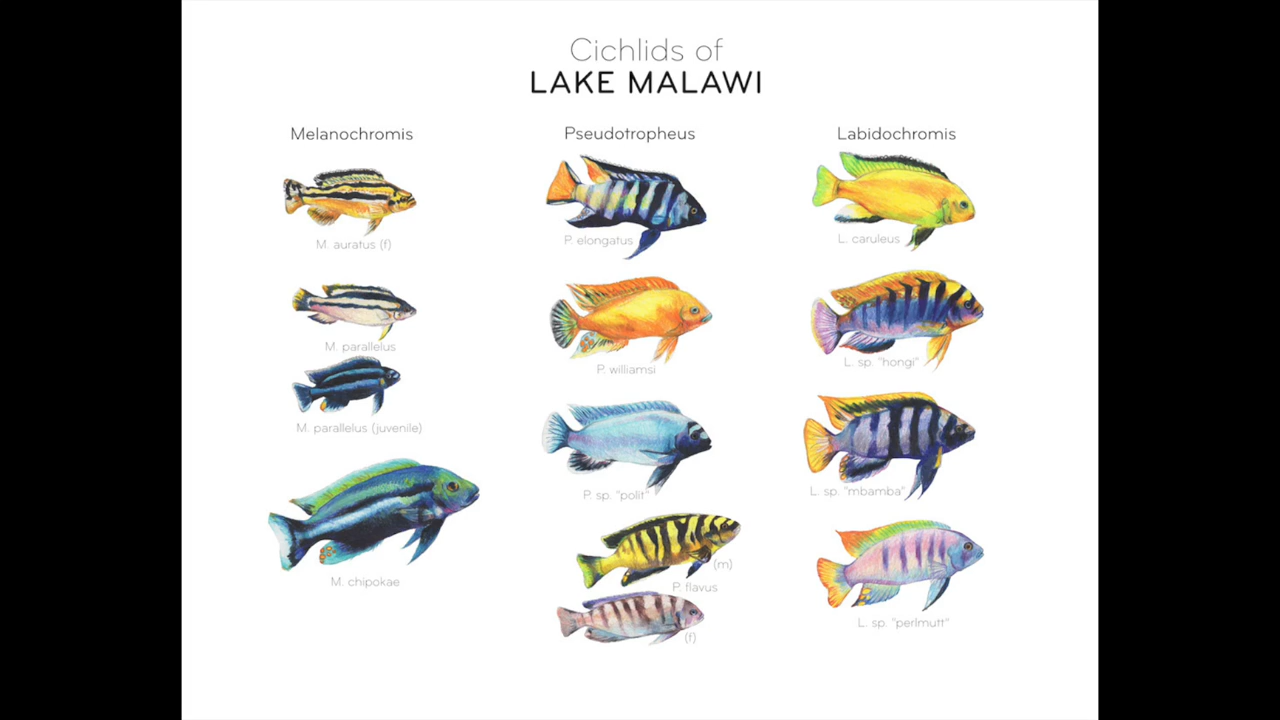 Cichlids of
LAKE MALAWI
Melanochromis
M. auratus (f)
M. parallelus
M. parallelus (juvenile)
M. chipokae
Pseudotropheus
P. elongatus
P. williamsi
P. sp. "polit"
(m)
P. flavus
(f)
Labidochromis
L. caruleus
L. sp. "hongi"
L. sp. "mbamba"
L. sp. "perlmutt"